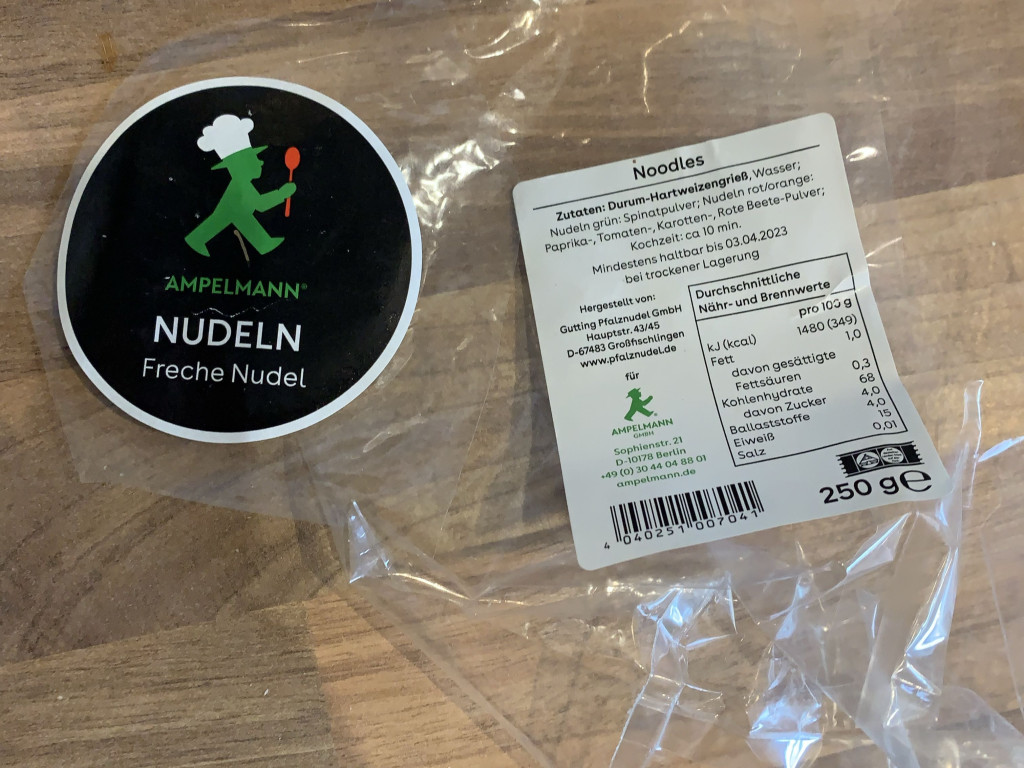 AMPELMANN®
NUDELN
Freche Nudel
Noodles
Zutaten: Durum-Hartweizengrieß, Wasser;
Nudeln grün: Spinatpulver; Nudeln rot/orange:
Paprika-, Tomaten-, Karotten-, Rote Beete-Pulver;
Kochzeit: ca 10 min.
Mindestens haltbar bis 03.04.2023
bei trockener Lagerung
Hergestellt von:
Gutting Pfalznudel GmbH
Hauptstr. 43/45
D-67483 Großfischlingen
www.pfalznudel.de
für
AMPELMANN
GMBH
Sophienstr. 21
D-10178 Berlin
+49 (0) 30 44 04 88 01
ampelmann.de
Durchschnittliche
Nähr- und Brennwerte
pro 100 g
kJ (kcal) 1480 (349)
Fett 1,0
davon gesättigte
Fettsäuren 0,3
Kohlenhydrate 68
davon Zucker 4,0
Ballaststoffe 4,0
Eiweiß 15
Salz 0,01
4 040251 007041
250 g e